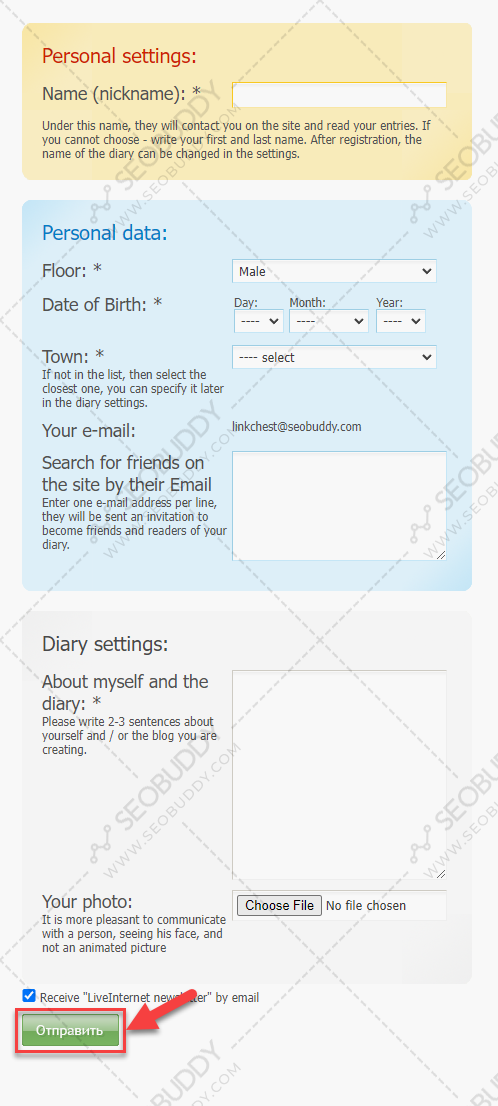 Personal settings:
Name (nickname): *
Under this name, they will contact you on the site and read your entries. If
you cannot choose - write your first and last name. After registration, the
name of the diary can be changed in the settings.
Personal data:
Floor: *
Male
Date of Birth: *
Day: Month: Year:
---- ---- ----
Town: *
---- select
If not in the list, then select the
closest one, you can specify it later
in the diary settings.
Your e-mail:
linkchest@seobuddy.com
Search for friends on
the site by their Email
Enter one e-mail address per line,
they will be sent an invitation to
become friends and readers of your
diary.
Diary settings:
About myself and the
diary: *
Please write 2-3 sentences about
yourself and / or the blog you are
creating.
Your photo:
Choose File No file chosen
It is more pleasant to communicate
with a person, seeing his face, and
not an animated picture
Receive "LiveInternet newsletter" by email
Отправить
SEOBUDDY
WWW.SEOBUDDY.COM